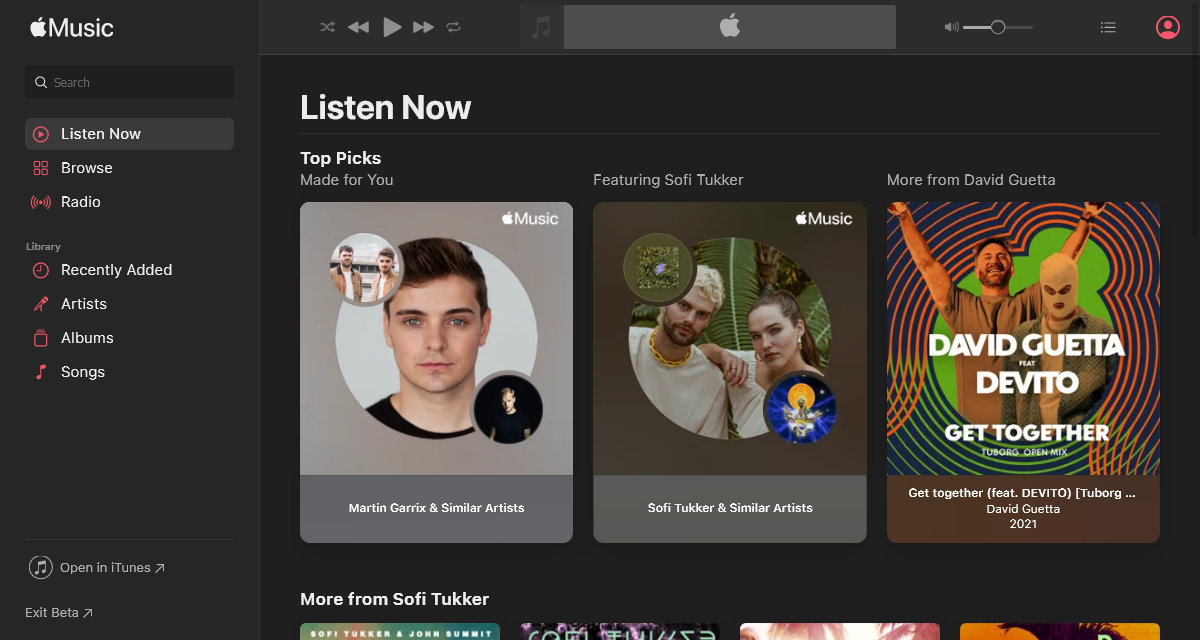 Music
Search
Listen Now
Browse
Radio
Library
Recently Added
Artists
Albums
Songs
Open in iTunes
Exit Beta
Listen Now
Top Picks
Made for You
Music
Martin Garrix & Similar Artists
Featuring Sofi Tukker
Music
Sofi Tukker & Similar Artists
More from David Guetta
DAVID GUETTA
FEAT
DEVITO
GET TOGETHER
TUBORG OPEN MIX
Get together (feat. DEVITO) [Tuborg ...
David Guetta
2021
More from Sofi Tukker
SOFI TUKKER & JOHN SUMMIT
SOFI TUKKER